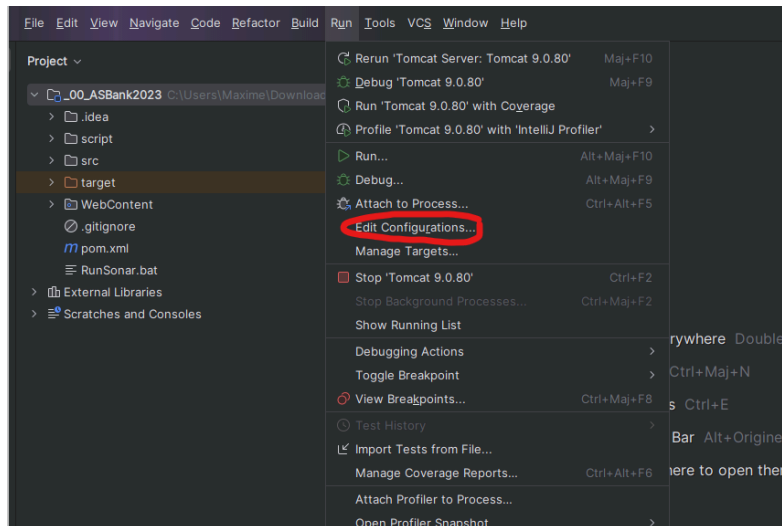 File Edit View Navigate Code Refactor Build Run Tools VCS Window Help
Project
_00_ASBank2023 C:\Users\Maxime\Downloac
.idea
script
src
target
WebContent
.gitignore
m pom.xml
RunSonar.bat
External Libraries
Scratches and Consoles
Rerun 'Tomcat Server: Tomcat 9.0.80' Maj+F10
Debug 'Tomcat 9.0.80' Maj+F9
Run 'Tomcat 9.0.80' with Coverage
Profile 'Tomcat 9.0.80' with 'IntelliJ Profiler'
Run... Alt+Maj+F10
Debug... Alt+Maj+F9
Attach to Process... Ctrl+Alt+F5
Edit Configurations...
Manage Targets...
Stop 'Tomcat 9.0.80' Ctrl+F2
Stop Background Processes... Ctrl+Maj+F2
Show Running List
Debugging Actions
Toggle Breakpoint
View Breakpoints... Ctrl+Maj+F8
Test History
Import Tests from File...
Manage Coverage Reports... Ctrl+Alt+F6
Attach Profiler to Process...
Open Profiler Snapshot
rywhere Double
Ctrl+Maj+N
s Ctrl+E
Bar Alt+Origine
here to open ther